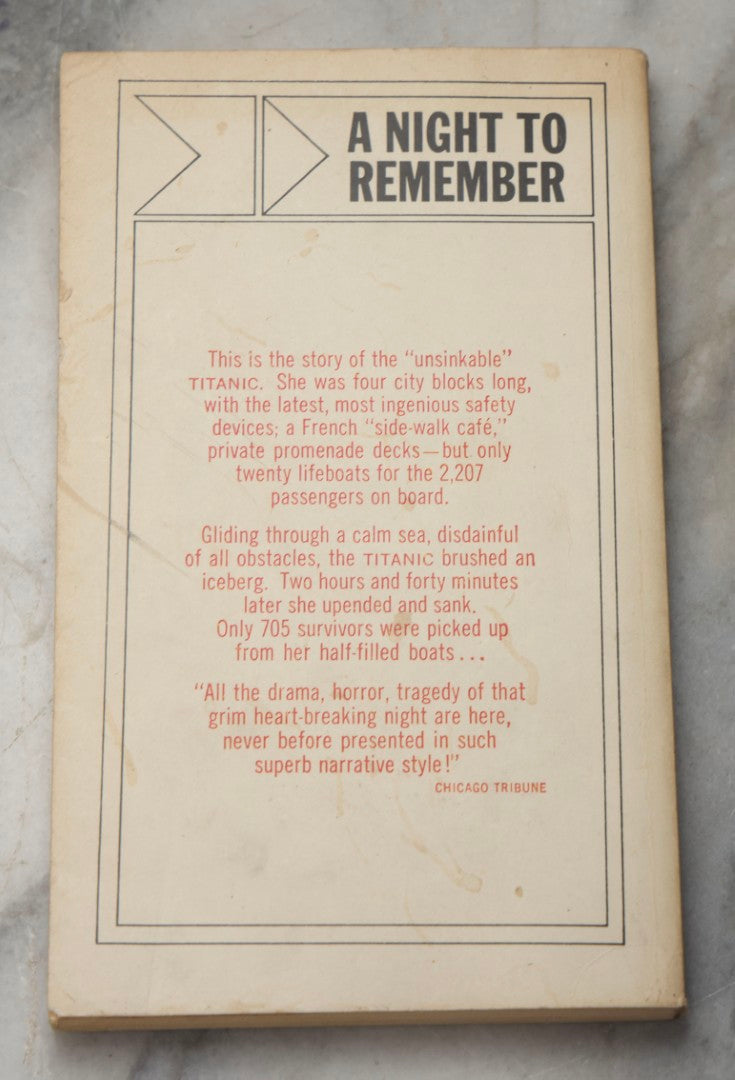 A NIGHT TO
REMEMBER
This is the story of the “unsinkable”
TITANIC. She was four city blocks long,
with the latest, most ingenious safety
devices; a French “side-walk café,”
private promenade decks—but only
twenty lifeboats for the 2,207
passengers on board.
Gliding through a calm sea, disdainful
of all obstacles, the TITANIC brushed an
iceberg. Two hours and forty minutes
later she upended and sank.
Only 705 survivors were picked up
from her half-filled boats...
“All the drama, horror, tragedy of that
grim heart-breaking night are here,
never before presented in such
superb narrative style!”
CHICAGO TRIBUNE